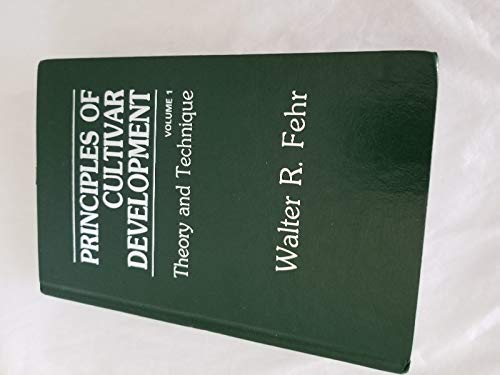 PRINCIPLES OF
CULTIVAR
DEVELOPMENT
VOLUME 1
Theory and Technique
Walter R. Fehr